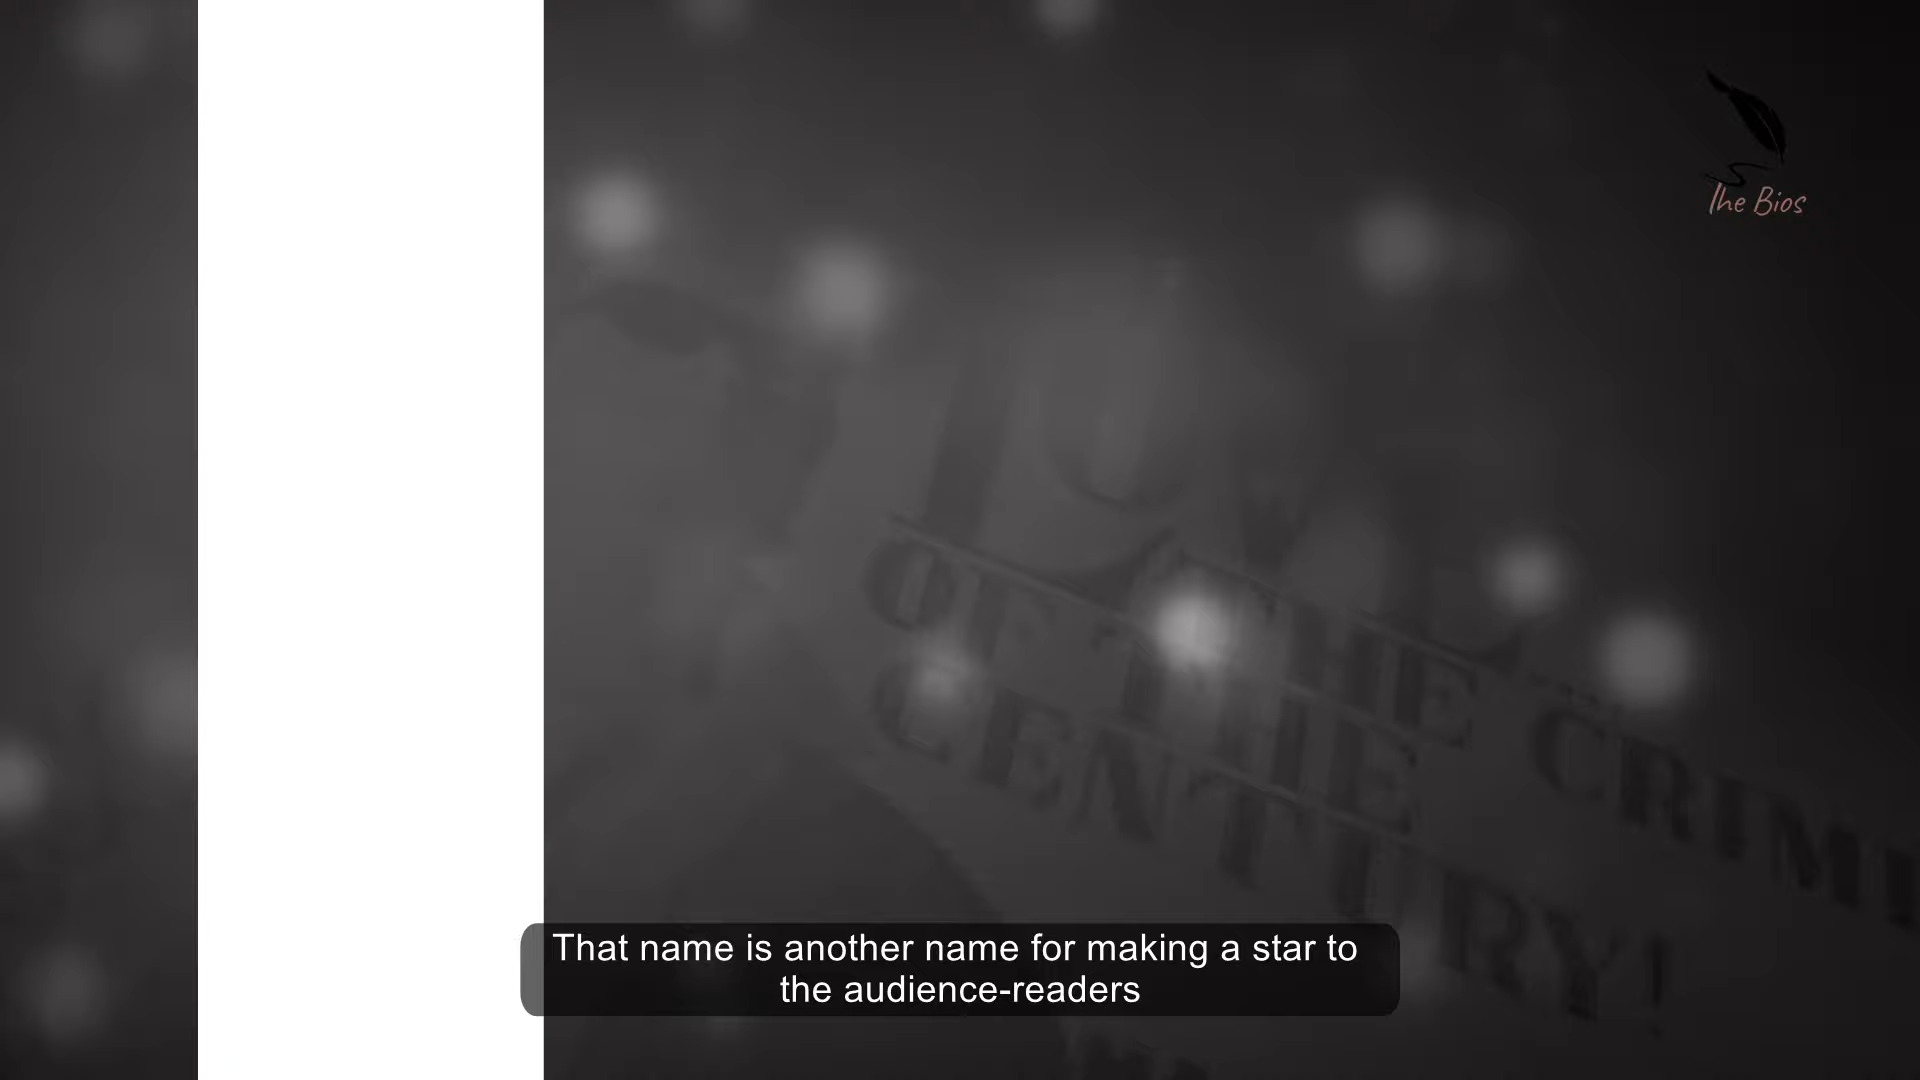 The Bios
OF THE CRIME
CENTURY!
That name is another name for making a star to
the audience-readers